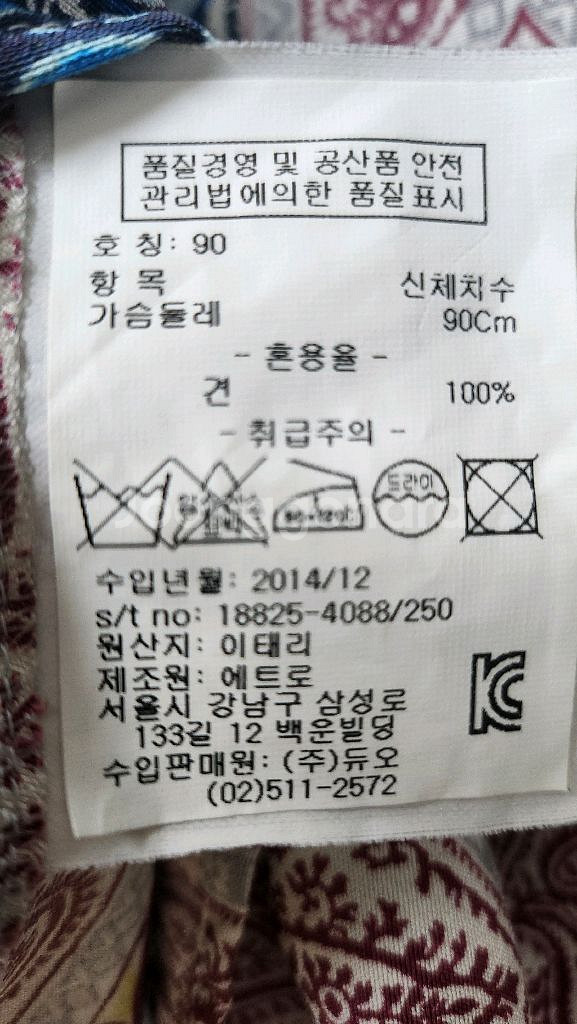 품질경영 및 공산품 안전
관리법에의한 품질표시
호 칭: 90
항 목 신체치수
가슴둘레 90Cm
- 혼용율 -
견 100%
- 취급주의 -
드라이
수입년월: 2014/12
s/t no: 18825-4088/250
원산지: 이태리
제조원: 에트로
서울시 강남구 삼성로
133길 12 백운빌딩
수입판매원: (주)듀오
(02)511-2572